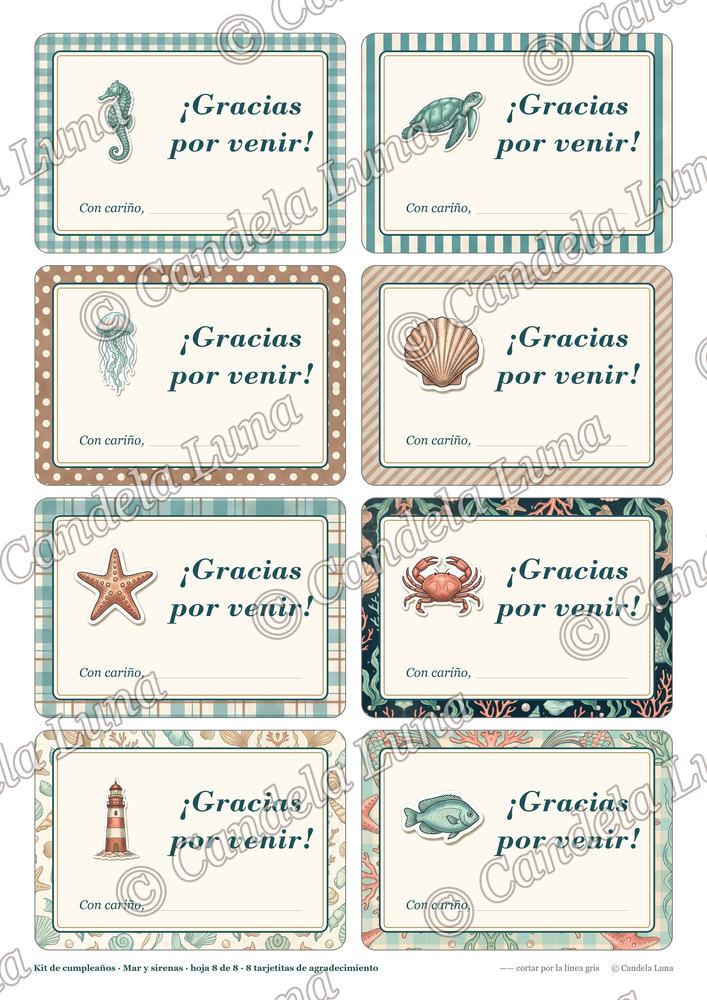 ¡Gracias
por venir!
Con cariño,
¡Gracias
por venir!
Con cariño,
¡Gracias
por venir!
Con cariño,
¡Gracias
por venir!
Con cariño,
¡Gracias
por venir!
Con cariño,
¡Gracias
por venir!
Con cariño,
¡Gracias
por venir!
Con cariño,
¡Gracias
por venir!
Con cariño,
Kit de cumpleaños · Mar y sirenas · hoja 8 de 8 · 8 tarjetitas de agradecimiento
—— cortar por la línea gris © Candela Luna
© Candela Luna